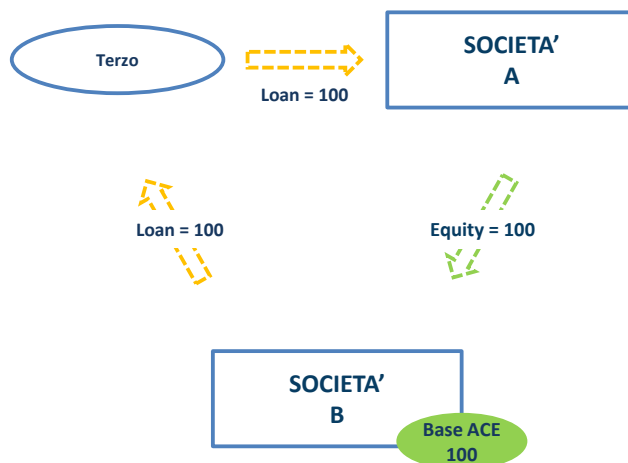 Terzo
Loan = 100
SOCIETA’
A
Loan = 100
Equity = 100
SOCIETA’
B
Base ACE
100